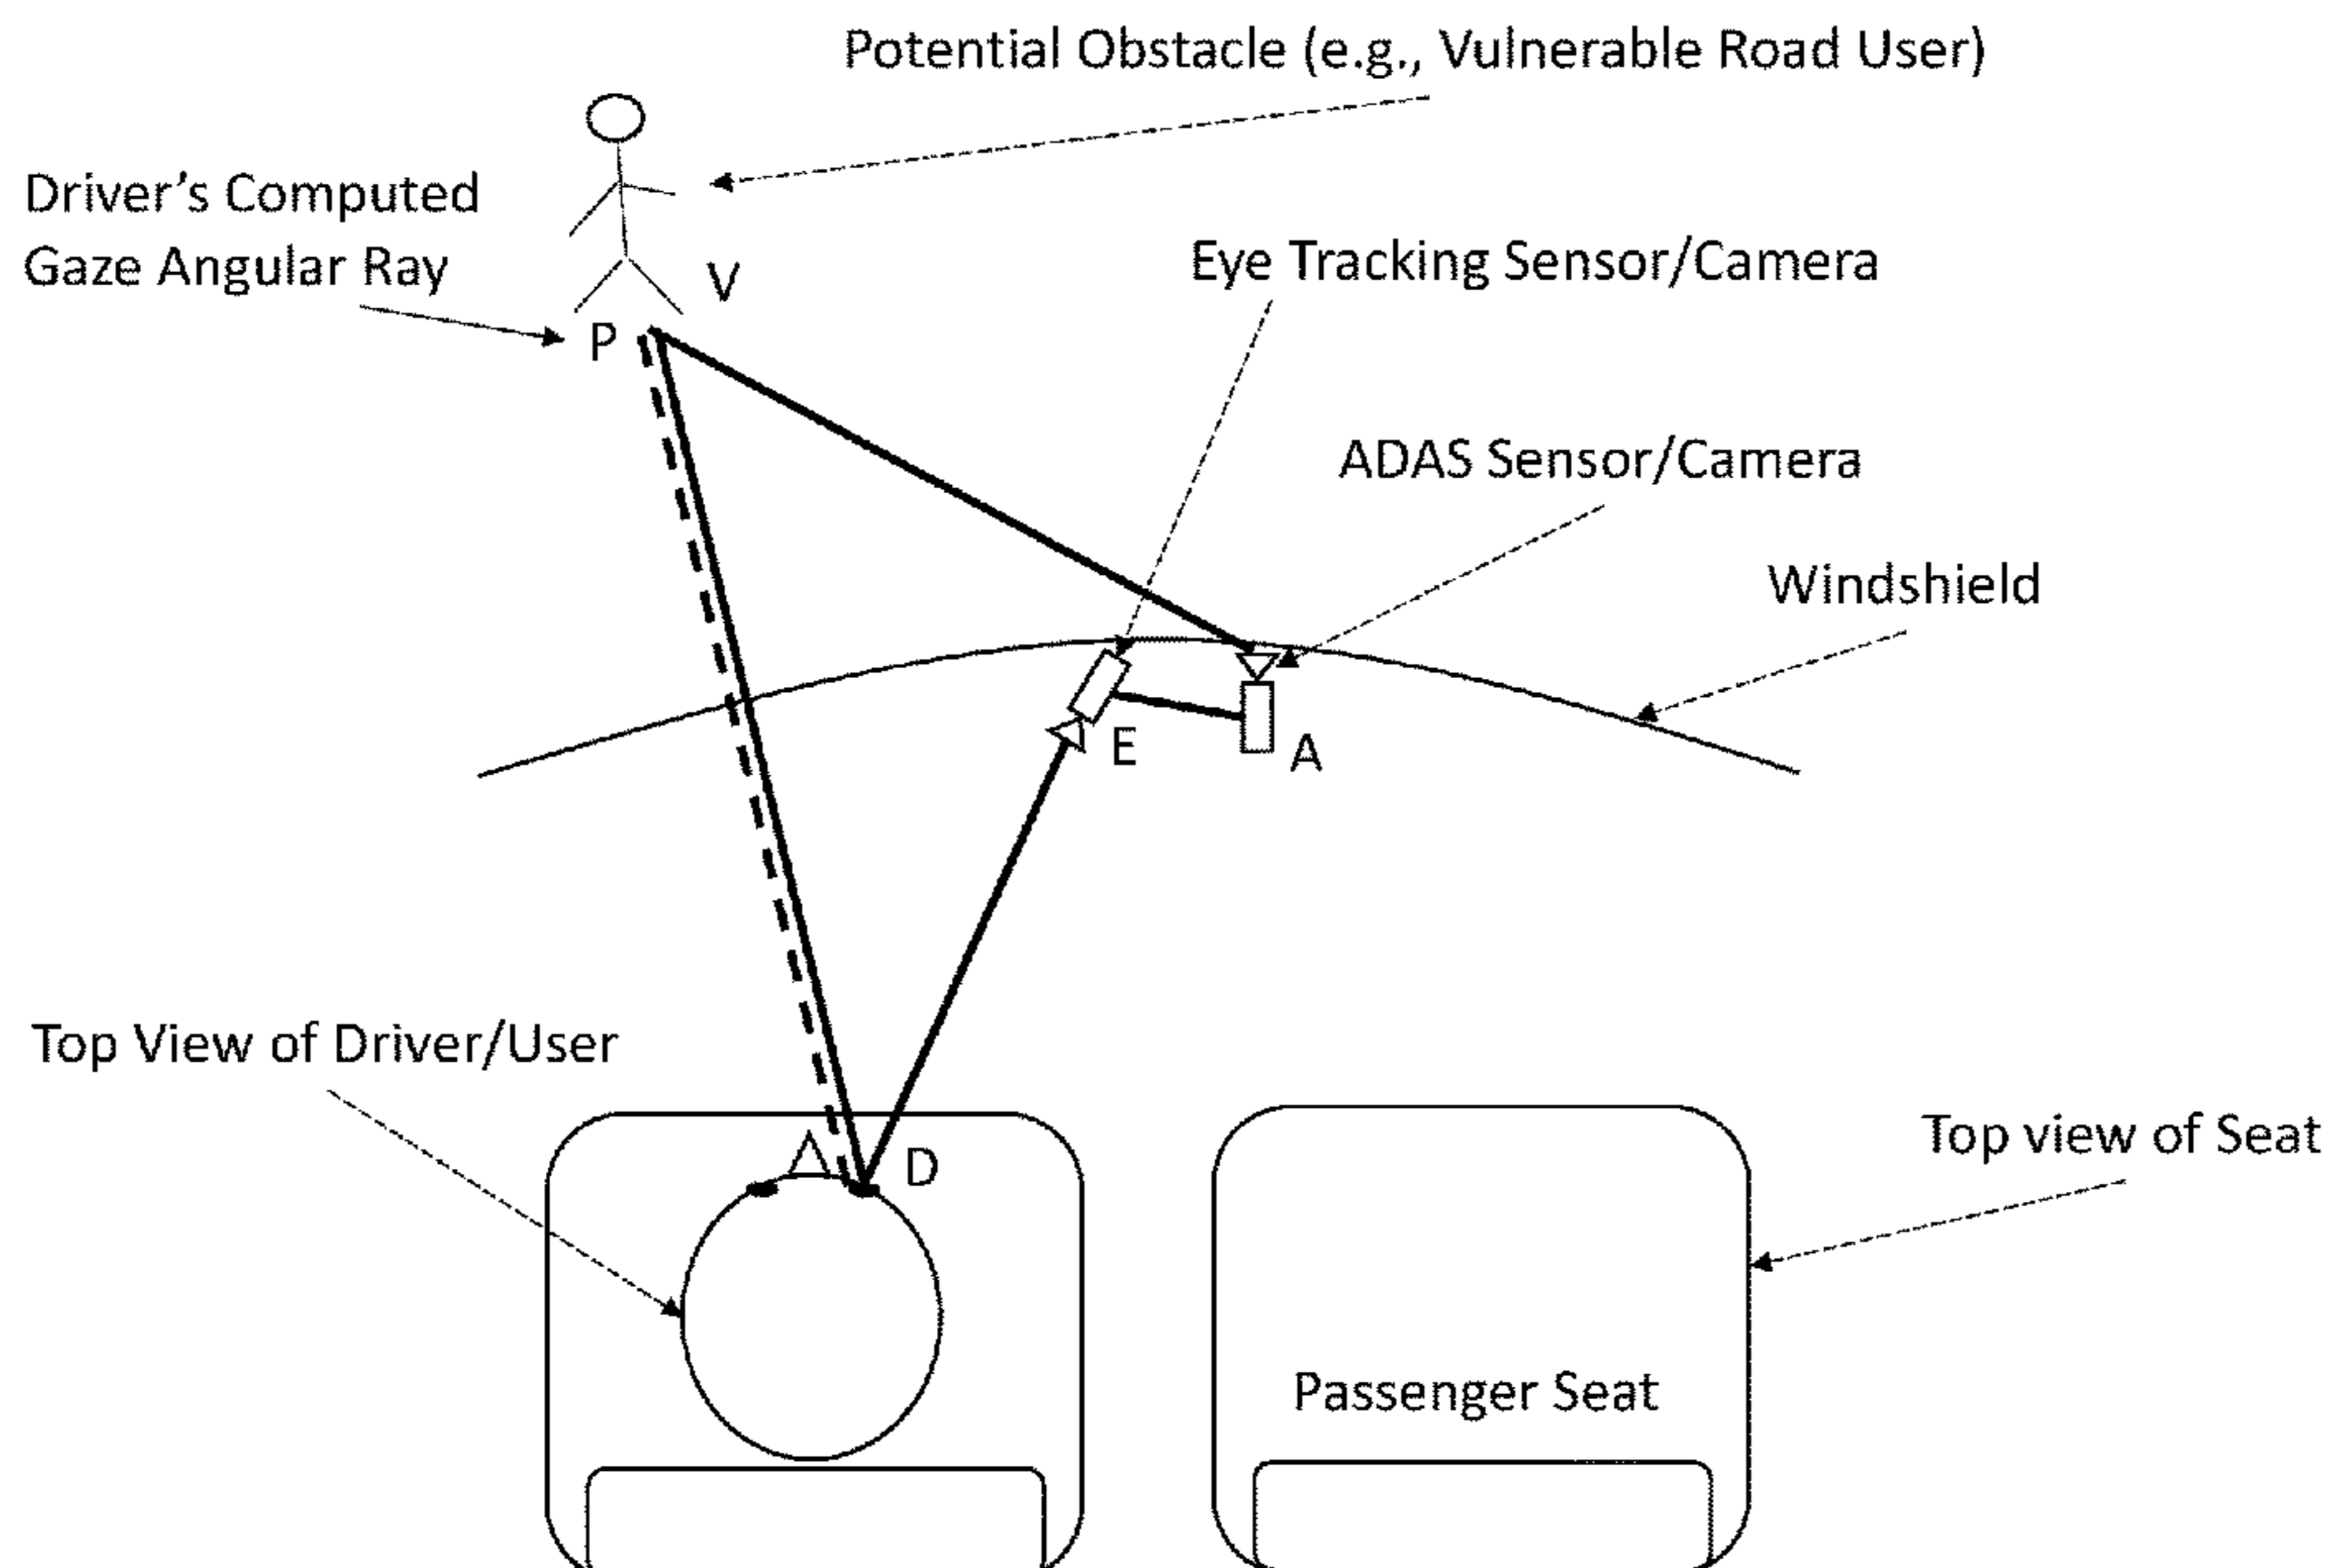 Potential Obstacle (e.g., Vulnerable Road User)
Driver's Computed
Gaze Angular Ray
V
P
Eye Tracking Sensor/Camera
ADAS Sensor/Camera
Windshield
E
A
Top View of Driver/User
D
Top view of Seat
Passenger Seat